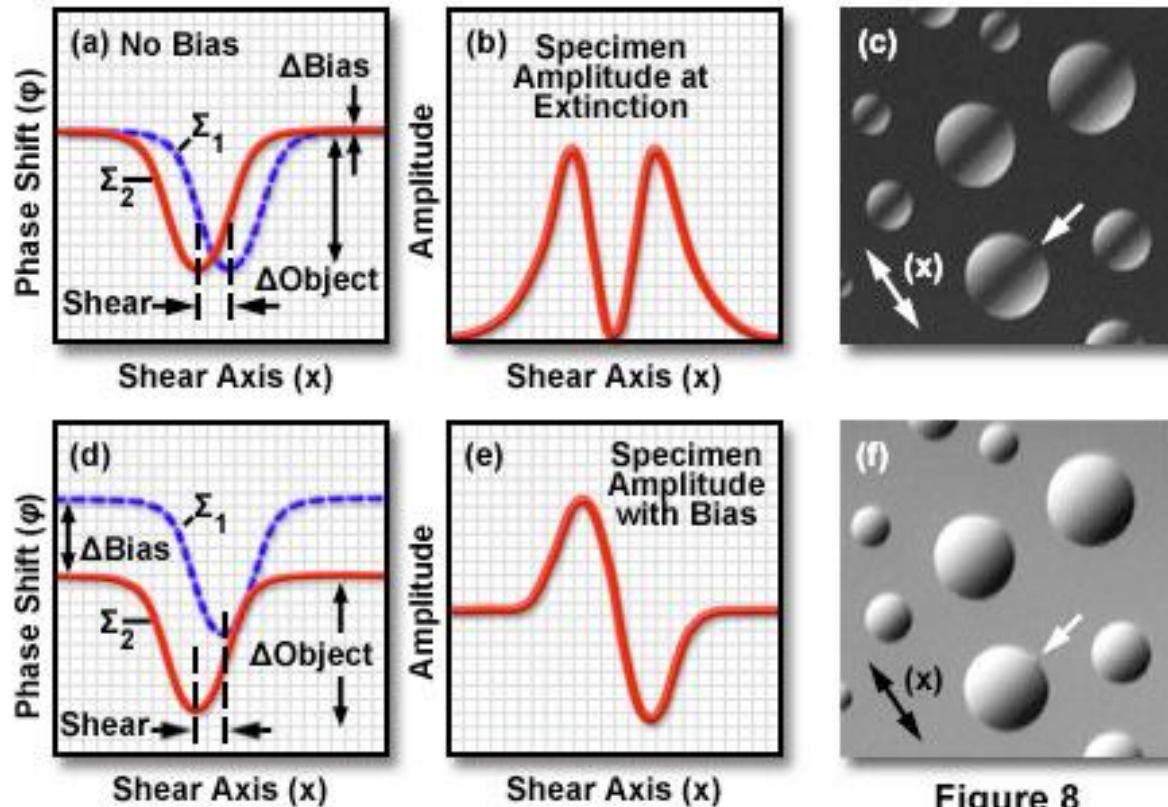 (a) No Bias
ΔBias
Σ1
Σ2
ΔObject
Shear
Phase Shift (φ)
Shear Axis (x)
(b)
Specimen
Amplitude at
Extinction
Amplitude
Shear Axis (x)
(c)
(x)
(d)
Σ1
ΔBias
Σ2
ΔObject
Shear
Phase Shift (φ)
Shear Axis (x)
(e)
Specimen
Amplitude
with Bias
Amplitude
Shear Axis (x)
(f)
(x)
Figure 8